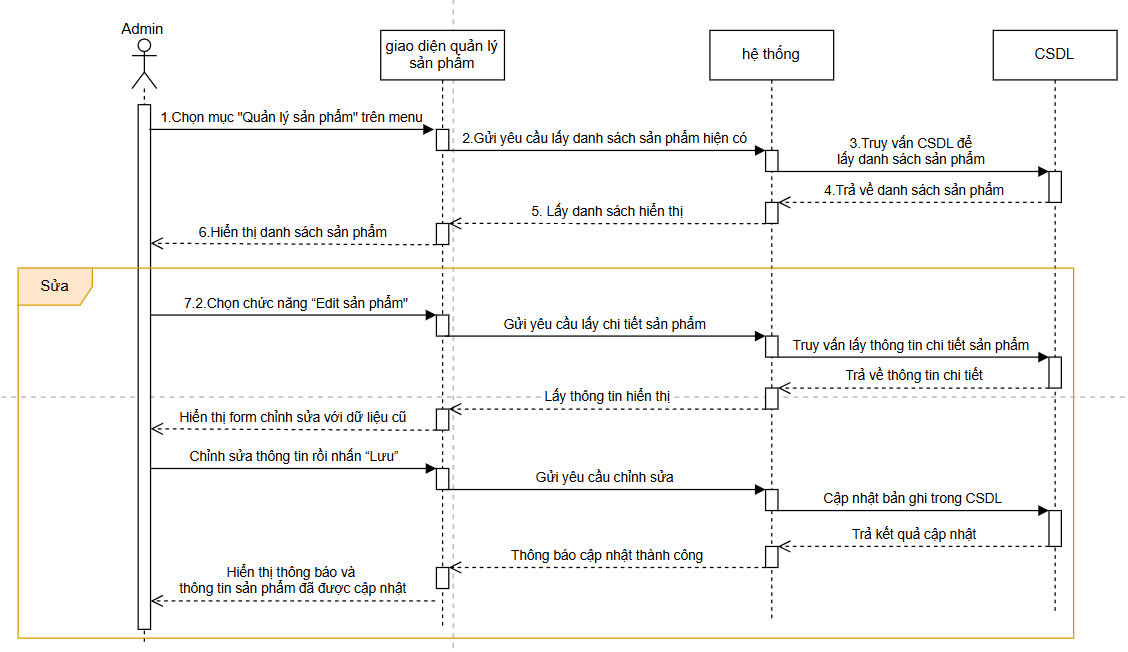 Admin
giao diện quản lý
sản phẩm
hệ thống
CSDL
1.Chọn mục "Quản lý sản phẩm" trên menu
2.Gửi yêu cầu lấy danh sách sản phẩm hiện có
3.Truy vấn CSDL để
lấy danh sách sản phẩm
4.Trả về danh sách sản phẩm
5. Lấy danh sách hiển thị
6.Hiển thị danh sách sản phẩm
Sửa
7.2.Chọn chức năng “Edit sản phẩm"
Gửi yêu cầu lấy chi tiết sản phẩm
Truy vấn lấy thông tin chi tiết sản phẩm
Trả về thông tin chi tiết
Lấy thông tin hiển thị
Hiển thị form chỉnh sửa với dữ liệu cũ
Chỉnh sửa thông tin rồi nhấn “Lưu”
Gửi yêu cầu chỉnh sửa
Cập nhật bản ghi trong CSDL
Trả kết quả cập nhật
Thông báo cập nhật thành công
Hiển thị thông báo và
thông tin sản phẩm đã được cập nhật